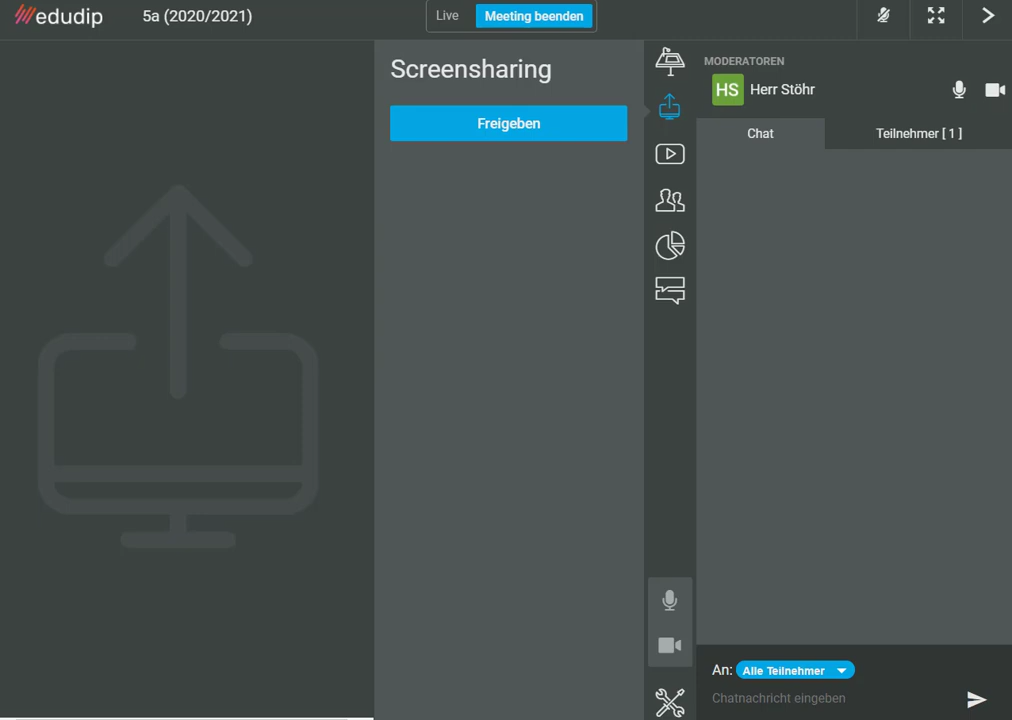 edudip
5a (2020/2021)
Live
Meeting beenden
Screensharing
Freigeben
MODERATOREN
HS Herr Stöhr
Chat
Teilnehmer [ 1 ]
An: Alle Teilnehmer
Chatnachricht eingeben